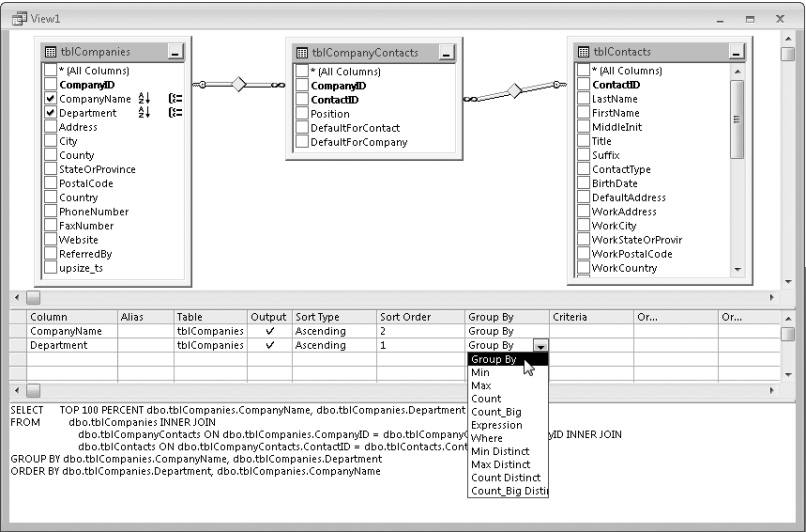 View1
tblCompanies
* (All Columns)
CompanyID
CompanyName
Department
Address
City
County
StateOrProvince
PostalCode
Country
PhoneNumber
FaxNumber
Website
ReferredBy
upsize_ts
tblCompanyContacts
* (All Columns)
CompanyID
ContactID
Position
DefaultForContact
DefaultForCompany
tblContacts
* (All Columns)
ContactID
LastName
FirstName
MiddleInit
Title
Suffix
ContactType
BirthDate
DefaultAddress
WorkAddress
WorkCity
WorkStateOrProvir
WorkPostalCode
WorkCountry
Column Alias Table Output Sort Type Sort Order Group By Criteria Or... Or...
CompanyName tblCompanies Ascending 2 Group By
Department tblCompanies Ascending 1 Group By
Group By
Min
Max
Count
Count_Big
Expression
Where
Min Distinct
Max Distinct
Count Distinct
Count_Big Distin
SELECT TOP 100 PERCENT dbo.tblCompanies.CompanyName, dbo.tblCompanies.Department
FROM dbo.tblCompanies INNER JOIN
dbo.tblCompanyContacts ON dbo.tblCompanies.CompanyID = dbo.tblCompany yID INNER JOIN
dbo.tblContacts ON dbo.tblCompanyContacts.ContactID = dbo.tblContacts.Cont
GROUP BY dbo.tblCompanies.CompanyName, dbo.tblCompanies.Department
ORDER BY dbo.tblCompanies.Department, dbo.tblCompanies.CompanyName